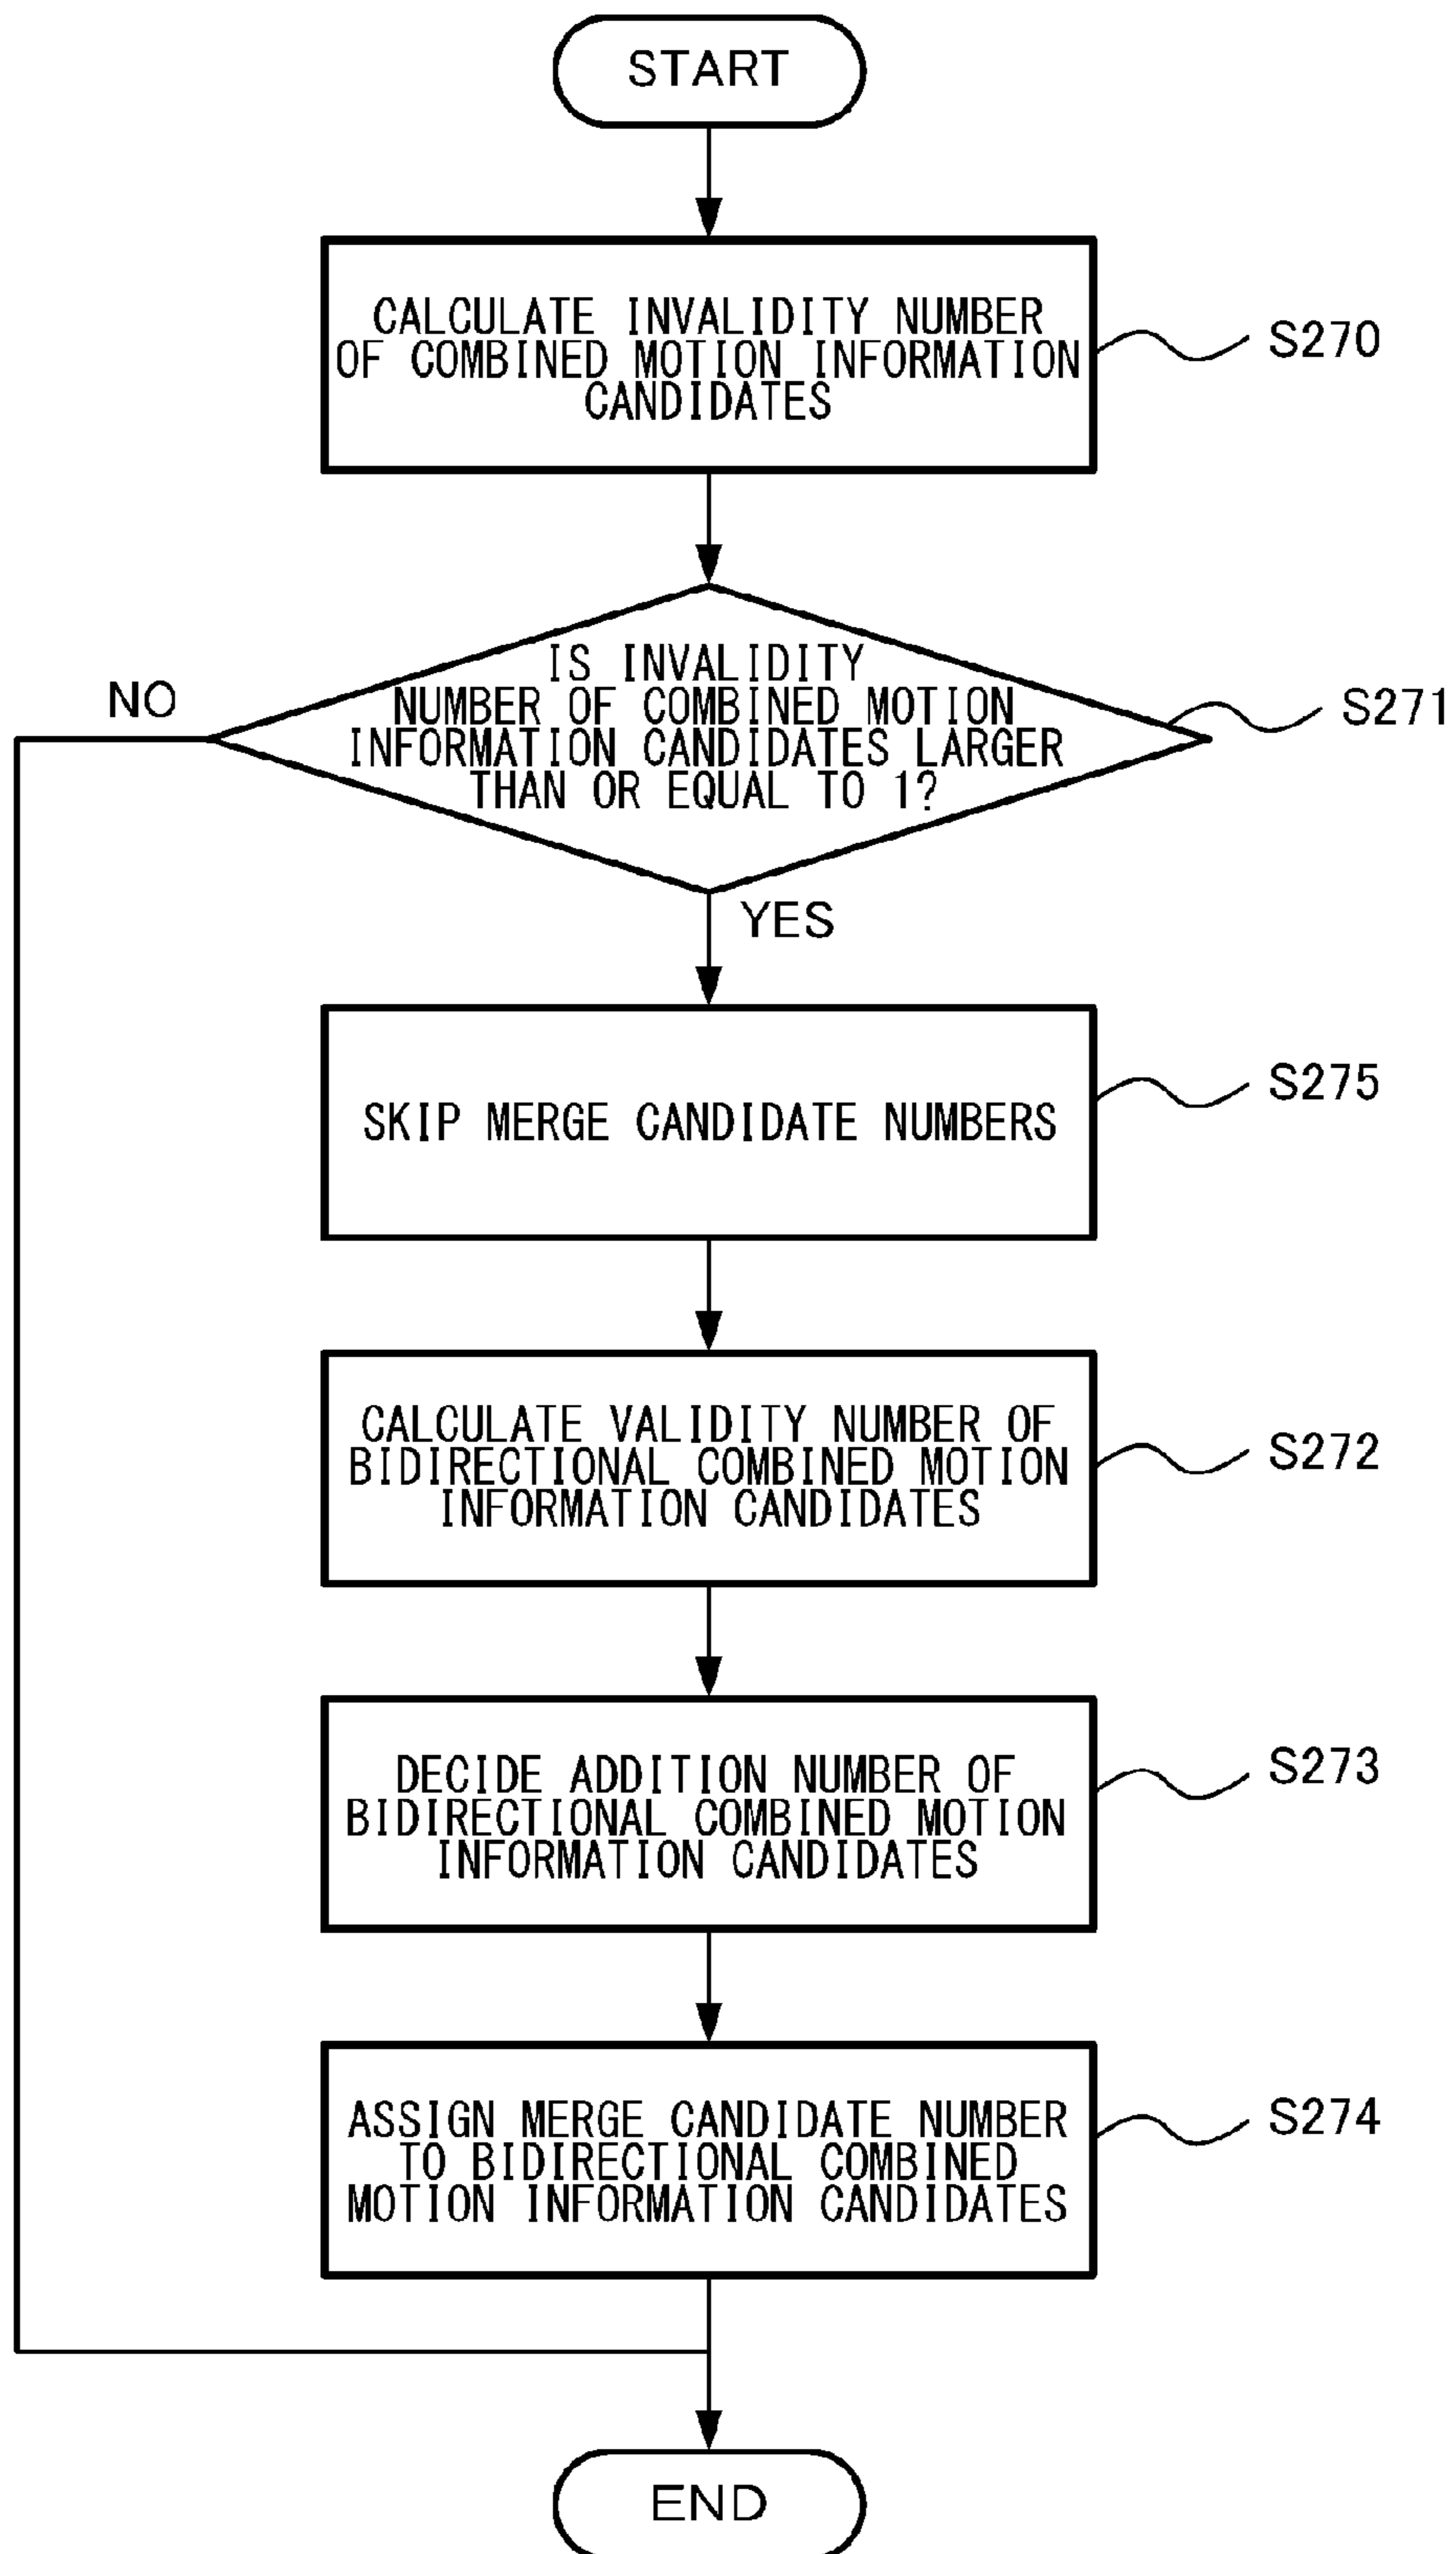 START
CALCULATE INVALIDITY NUMBER
OF COMBINED MOTION INFORMATION
CANDIDATES
S270
IS INVALIDITY
NUMBER OF COMBINED MOTION
INFORMATION CANDIDATES LARGER
THAN OR EQUAL TO 1?
NO
S271
YES
SKIP MERGE CANDIDATE NUMBERS
S275
CALCULATE VALIDITY NUMBER OF
BIDIRECTIONAL COMBINED MOTION
INFORMATION CANDIDATES
S272
DECIDE ADDITION NUMBER OF
BIDIRECTIONAL COMBINED MOTION
INFORMATION CANDIDATES
S273
ASSIGN MERGE CANDIDATE NUMBER
TO BIDIRECTIONAL COMBINED
MOTION INFORMATION CANDIDATES
S274
END